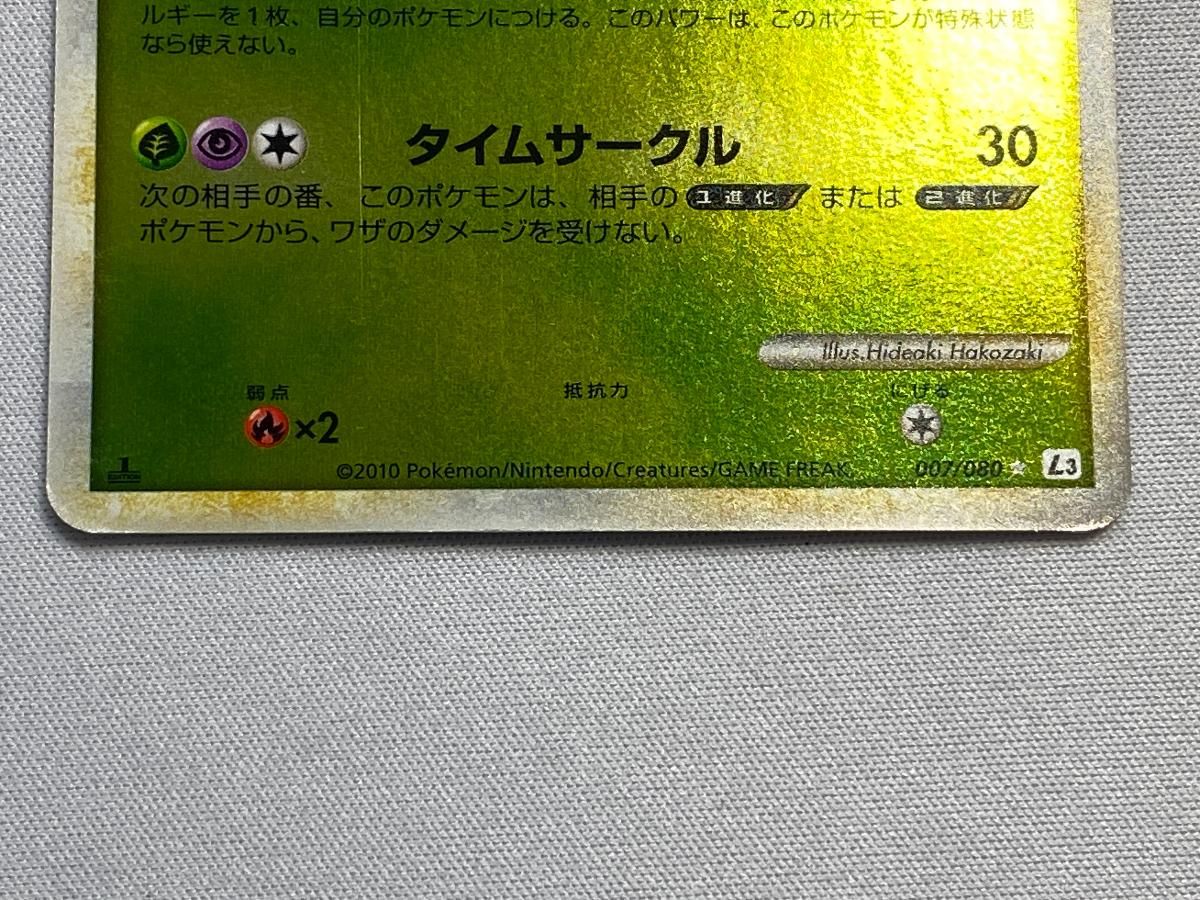 ルギーを1枚、自分のポケモンにつける。このパワーは、このポケモンが特殊状態
なら使えない。
タイムサークル 30
次の相手の番、このポケモンは、相手の 1進化 または 2進化
ポケモンから、ワザのダメージを受けない。
Illus.Hideaki Hakozaki
弱点 抵抗力 にげる
×2
1 EDITION ©2010 Pokémon/Nintendo/Creatures/GAME FREAK. 007/080 ☆ L3